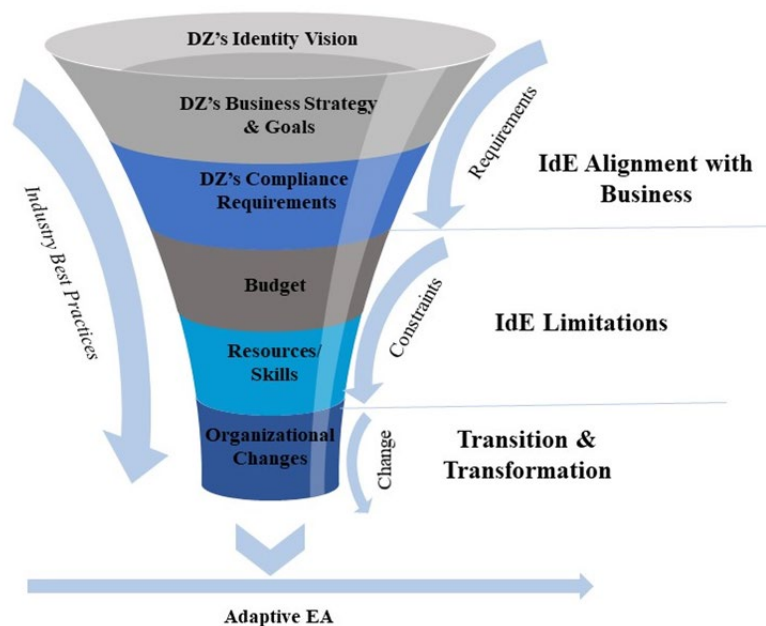 DZ's Identity Vision
DZ's Business Strategy
& Goals
DZ's Compliance
Requirements
Budget
Resources/
Skills
Organizational
Changes
Industry Best Practices
Requirements
Constraints
Change
IdE Alignment with
Business
IdE Limitations
Transition &
Transformation
Adaptive EA